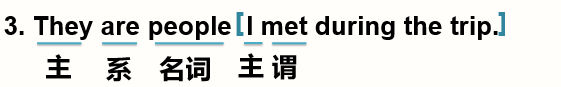 3. They are people [I met during the trip.]
主 系 名词 主 谓